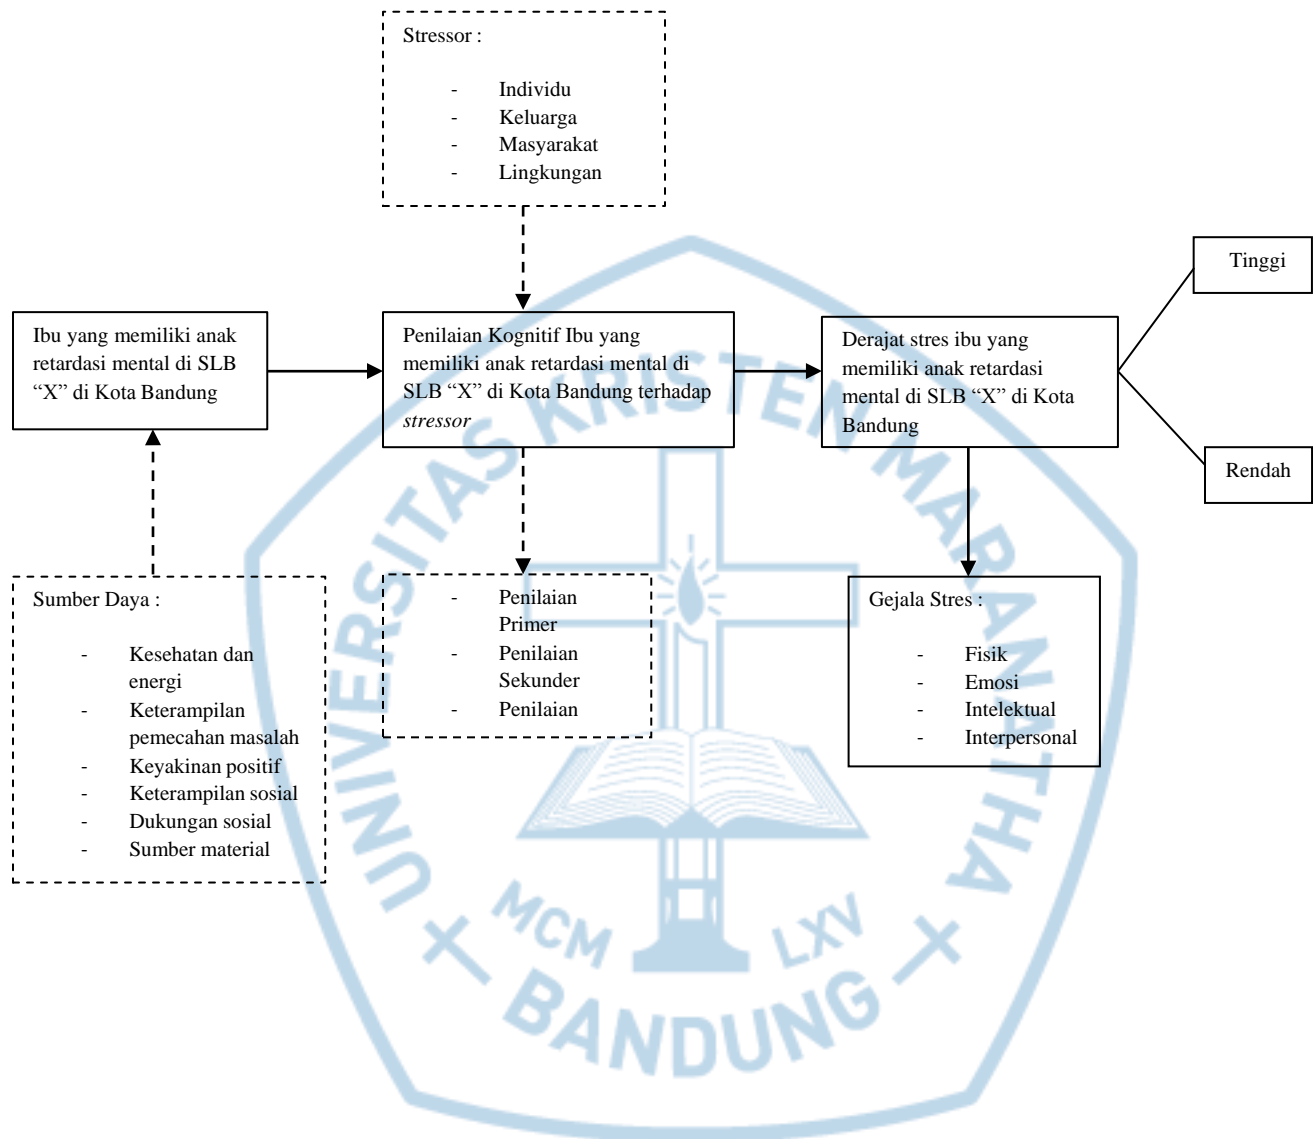 Stressor :
- Individu
- Keluarga
- Masyarakat
- Lingkungan
Tinggi
Ibu yang memiliki anak
retardasi mental di SLB
“X” di Kota Bandung
Penilaian Kognitif Ibu yang
memiliki anak retardasi mental di
SLB “X” di Kota Bandung terhadap
stressor
Derajat stres ibu yang
memiliki anak retardasi
mental di SLB “X” di Kota
Bandung
Rendah
Sumber Daya :
- Kesehatan dan
energi
- Keterampilan
pemecahan masalah
- Keyakinan positif
- Keterampilan sosial
- Dukungan sosial
- Sumber material
- Penilaian
Primer
- Penilaian
Sekunder
- Penilaian
Gejala Stres :
- Fisik
- Emosi
- Intelektual
- Interpersonal
UNIVERSITAS KRISTEN MARANATHA
MCM LXV
BANDUNG